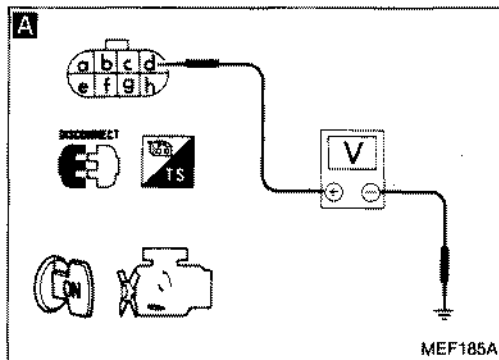 A
a b c d
e f g h
DISCONNECT
TS
V
+ −
ON
MEF185A